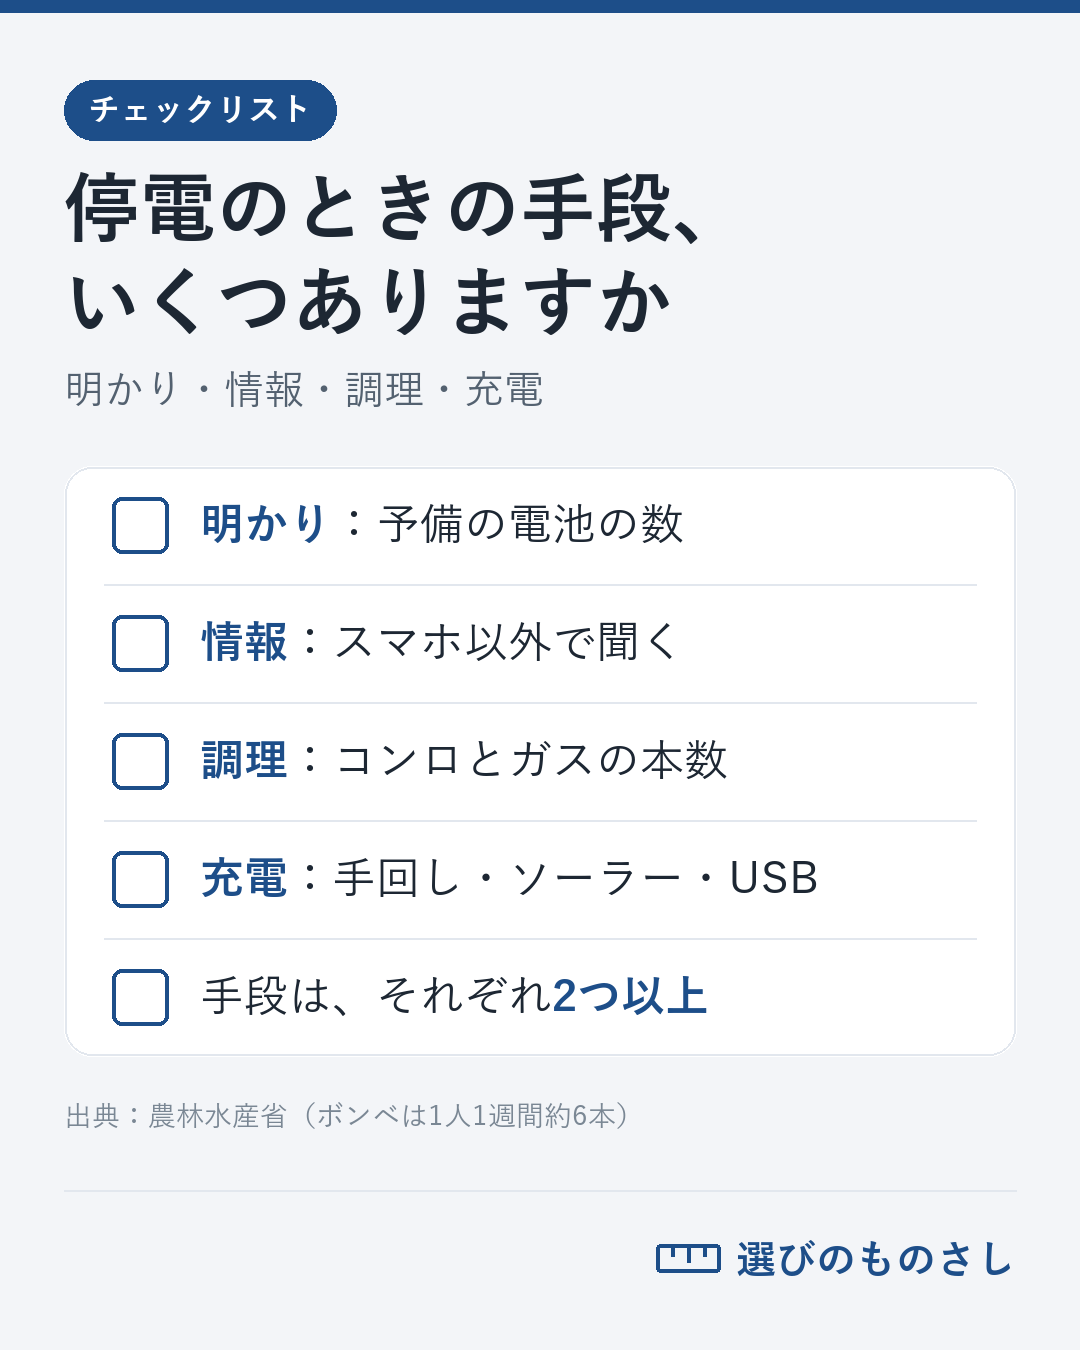 チェックリスト
停電のときの手段、
いくつありますか
明かり・情報・調理・充電
明かり：予備の電池の数
情報：スマホ以外で聞く
調理：コンロとガスの本数
充電：手回し・ソーラー・USB
手段は、それぞれ2つ以上
出典：農林水産省（ボンベは1人1週間約6本）
選びのものさし